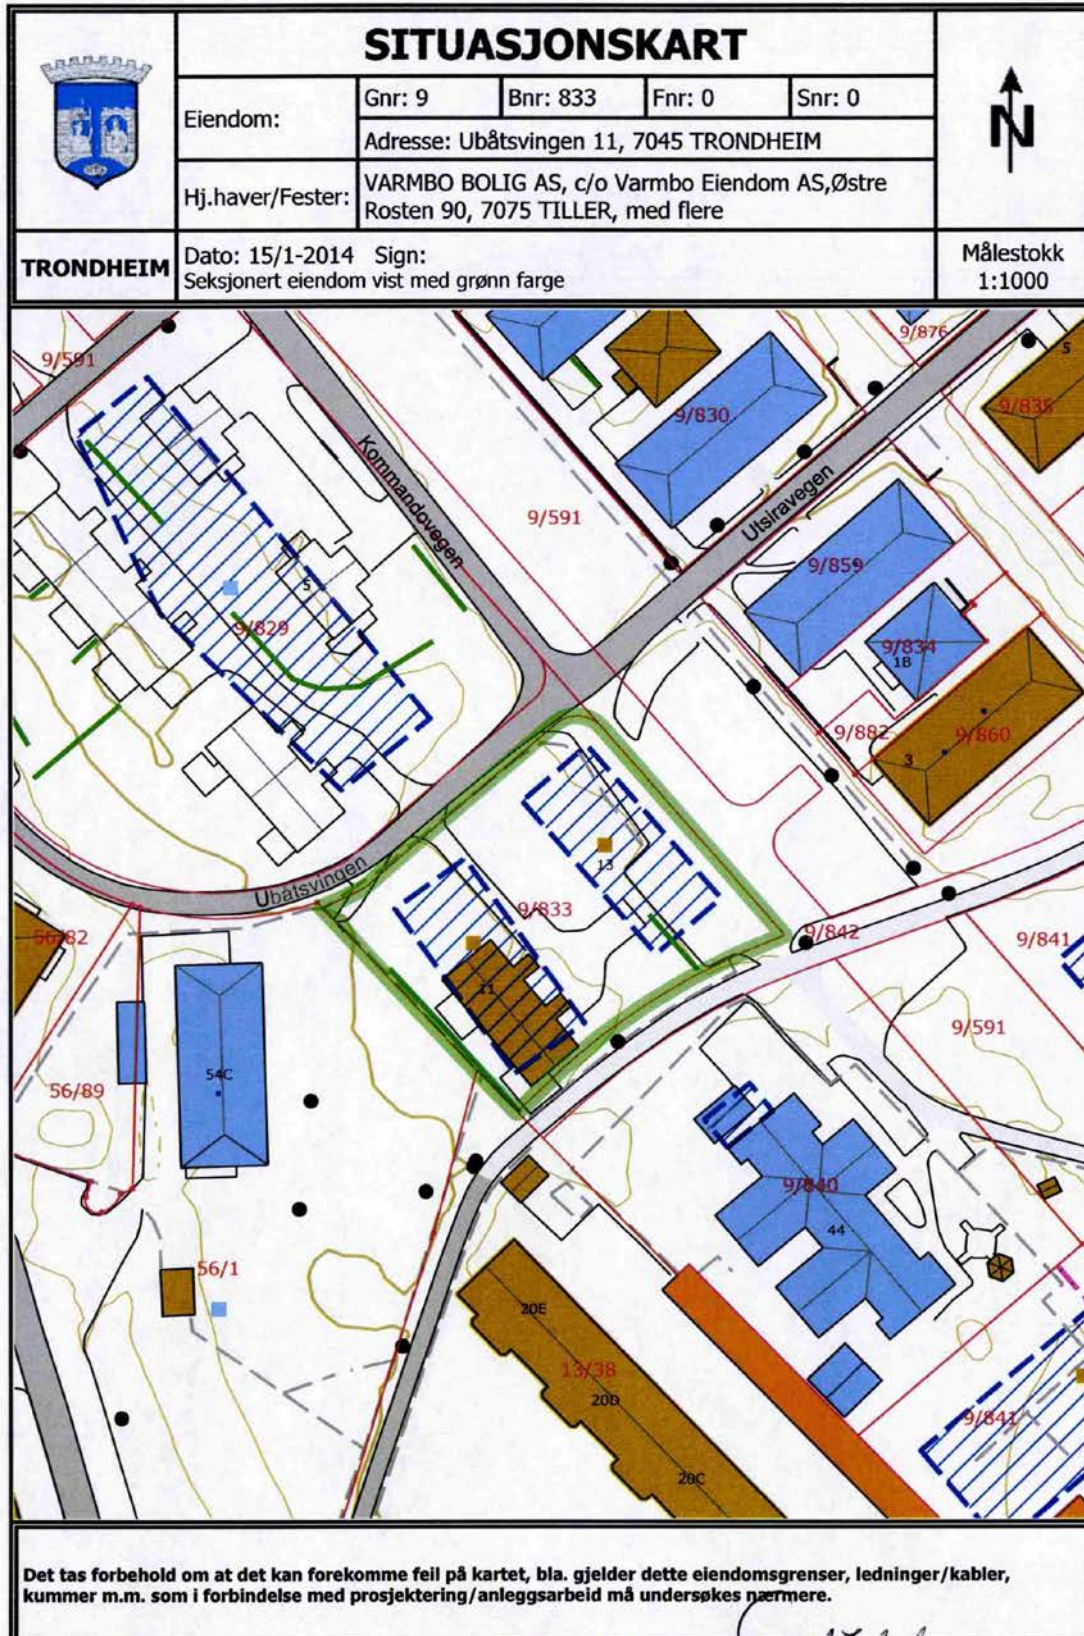 SITUASJONSKART
Eiendom:
Gnr: 9
Bnr: 833
Fnr: 0
Snr: 0
Adresse: Ubåtsvingen 11, 7045 TRONDHEIM
Hj.haver/Fester:
VARMBO BOLIG AS, c/o Varmbo Eiendom AS,Østre
Rosten 90, 7075 TILLER, med flere
N
TRONDHEIM
Dato: 15/1-2014 Sign:
Seksjonert eiendom vist med grønn farge
Målestokk
1:1000
9/591
9/876
5
9/838
9/830
Kommandovegen
9/591
Utsiravegen
9/859
5
9/829
9/834
1B
9/882
9/860
3
13
Ubåtsvingen
9/833
56/82
9/842
9/841
11
9/591
54C
56/89
9/840
44
56/1
20E
13/38
20D
9/841
20C
Det tas forbehold om at det kan forekomme feil på kartet, bla. gjelder dette eiendomsgrenser, ledninger/kabler,
kummer m.m. som i forbindelse med prosjektering/anleggsarbeid må undersøkes nærmere.